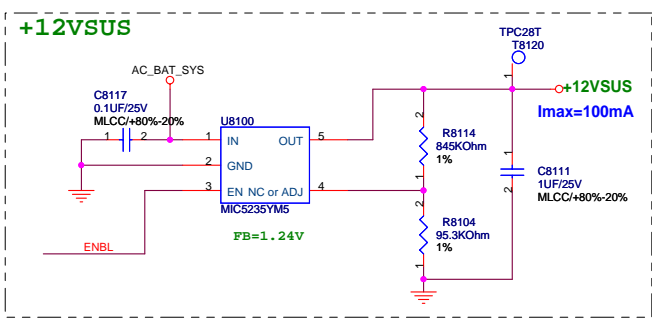 +12VSUS
TPC28T
T8120
AC_BAT_SYS
1
+12VSUS
C8117
0.1UF/25V
MLCC/+80%-20%
Imax=100mA
1 2
U8100
2
R8114
845KOhm
1%
1
1 IN OUT 5
2 GND
3 EN NC or ADJ 4
MIC5235YM5
1
C8111
1UF/25V
MLCC/+80%-20%
2
2
R8104
95.3KOhm
1%
1
FB=1.24V
ENBL